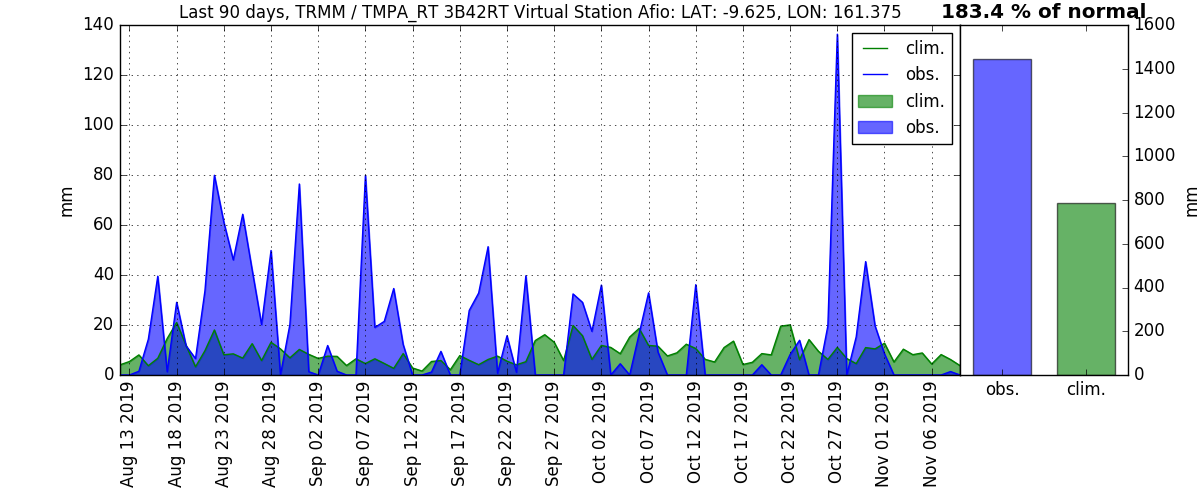 Last 90 days, TRMM / TMPA_RT 3B42RT Virtual Station Afio: LAT: -9.625, LON: 161.375
183.4 % of normal
140
120
100
80
60
40
20
0
mm
clim.
obs.
clim.
obs.
1600
1400
1200
1000
800
600
400
200
0
mm
Aug 13 2019
Aug 18 2019
Aug 23 2019
Aug 28 2019
Sep 02 2019
Sep 07 2019
Sep 12 2019
Sep 17 2019
Sep 22 2019
Sep 27 2019
Oct 02 2019
Oct 07 2019
Oct 12 2019
Oct 17 2019
Oct 22 2019
Oct 27 2019
Nov 01 2019
Nov 06 2019
obs.
clim.